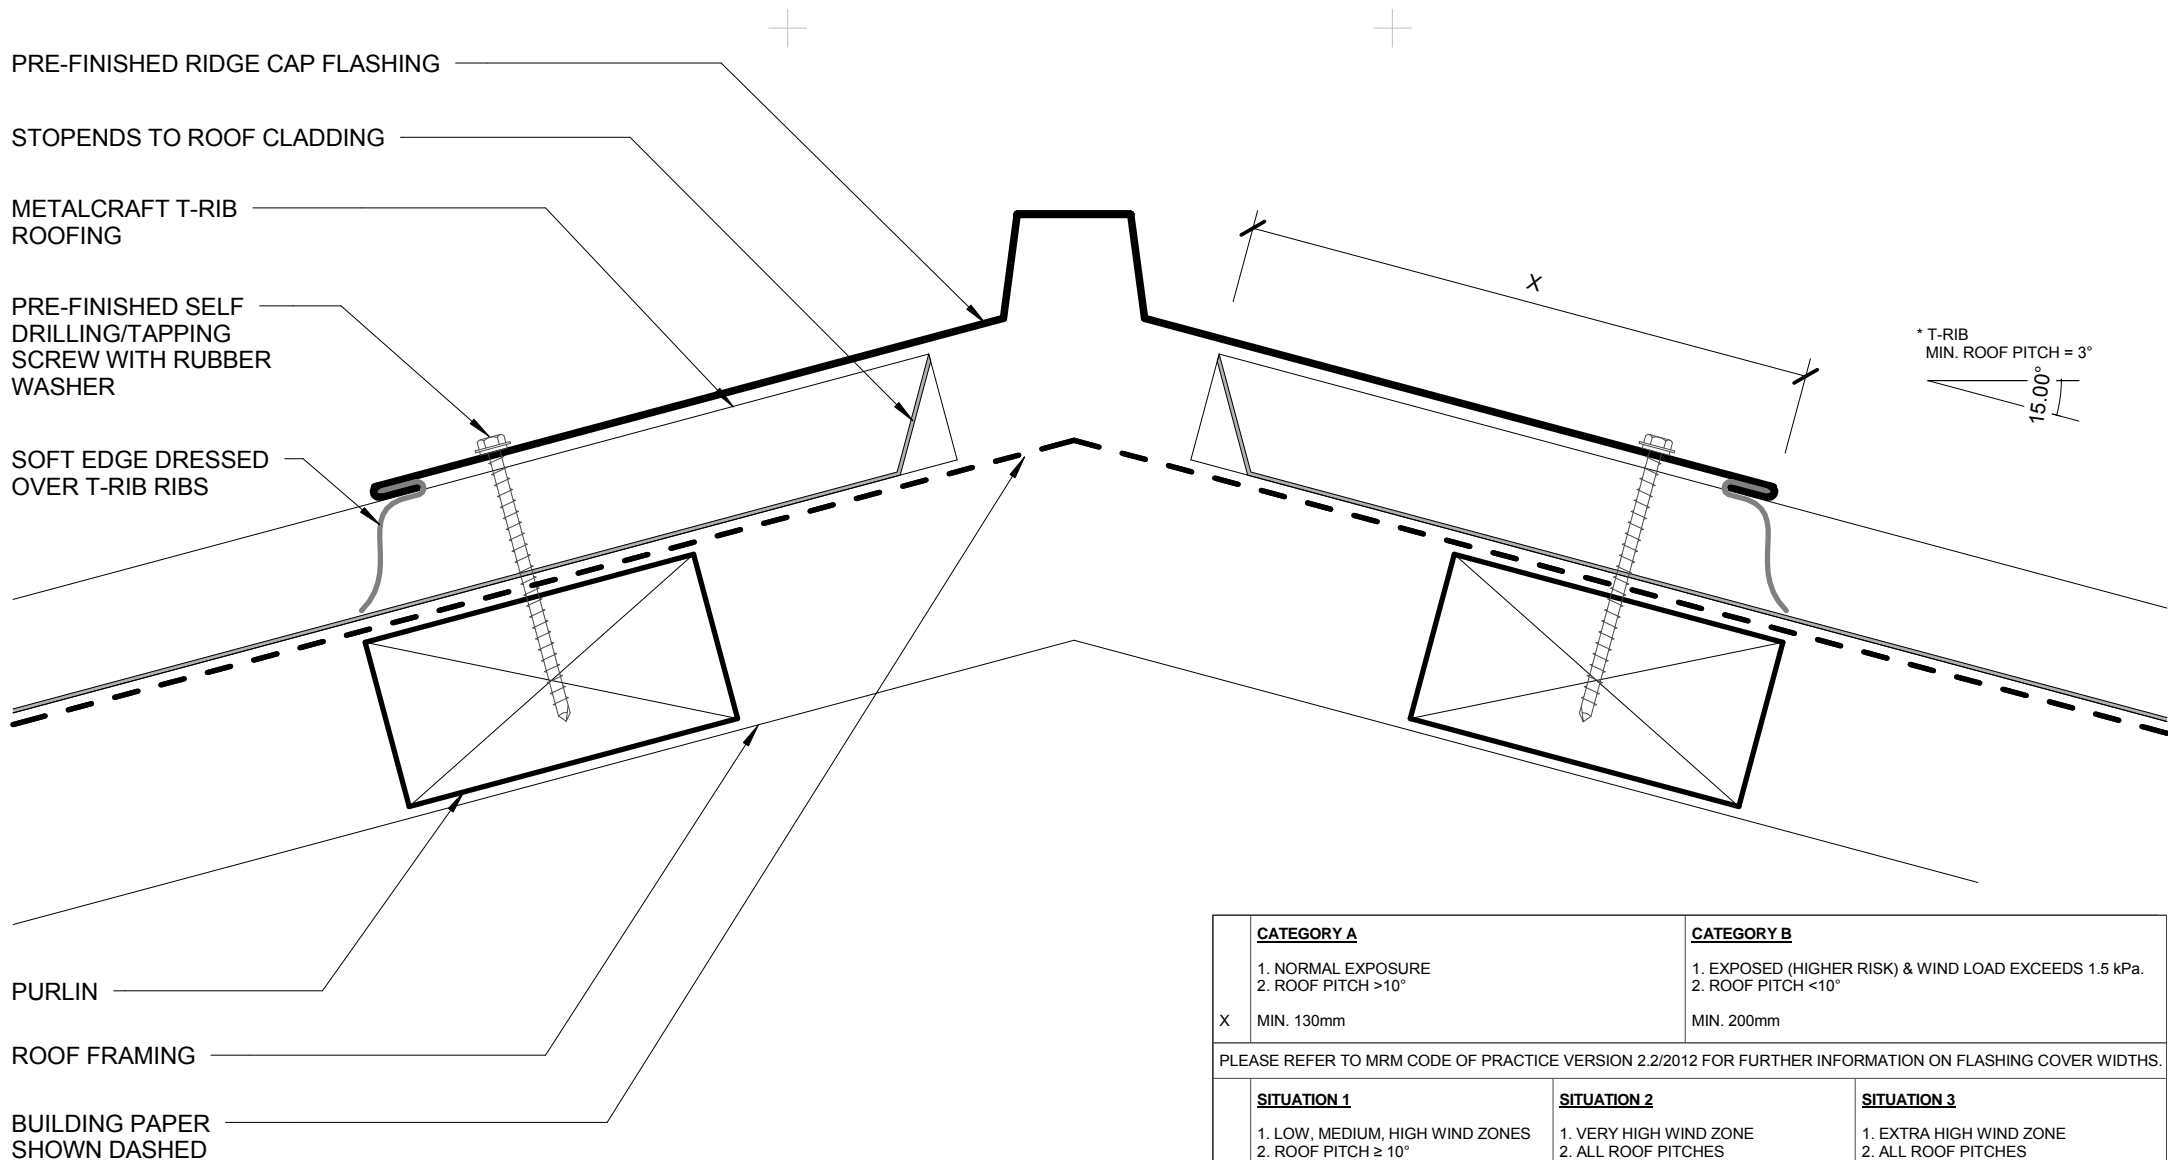 PRE-FINISHED RIDGE CAP FLASHING
STOPENDS TO ROOF CLADDING
METALCRAFT T-RIB
ROOFING
PRE-FINISHED SELF
DRILLING/TAPPING
SCREW WITH RUBBER
WASHER
SOFT EDGE DRESSED
OVER T-RIB RIBS
PURLIN
ROOF FRAMING
BUILDING PAPER
SHOWN DASHED
X
* T-RIB
MIN. ROOF PITCH = 3°
15.00°
CATEGORY A
1. NORMAL EXPOSURE
2. ROOF PITCH >10°
X MIN. 130mm
CATEGORY B
1. EXPOSED (HIGHER RISK) & WIND LOAD EXCEEDS 1.5 kPa.
2. ROOF PITCH <10°
MIN. 200mm
PLEASE REFER TO MRM CODE OF PRACTICE VERSION 2.2/2012 FOR FURTHER INFORMATION ON FLASHING COVER WIDTHS.
SITUATION 1
1. LOW, MEDIUM, HIGH WIND ZONES
2. ROOF PITCH ≥ 10°
SITUATION 2
1. VERY HIGH WIND ZONE
2. ALL ROOF PITCHES
SITUATION 3
1. EXTRA HIGH WIND ZONE
2. ALL ROOF PITCHES